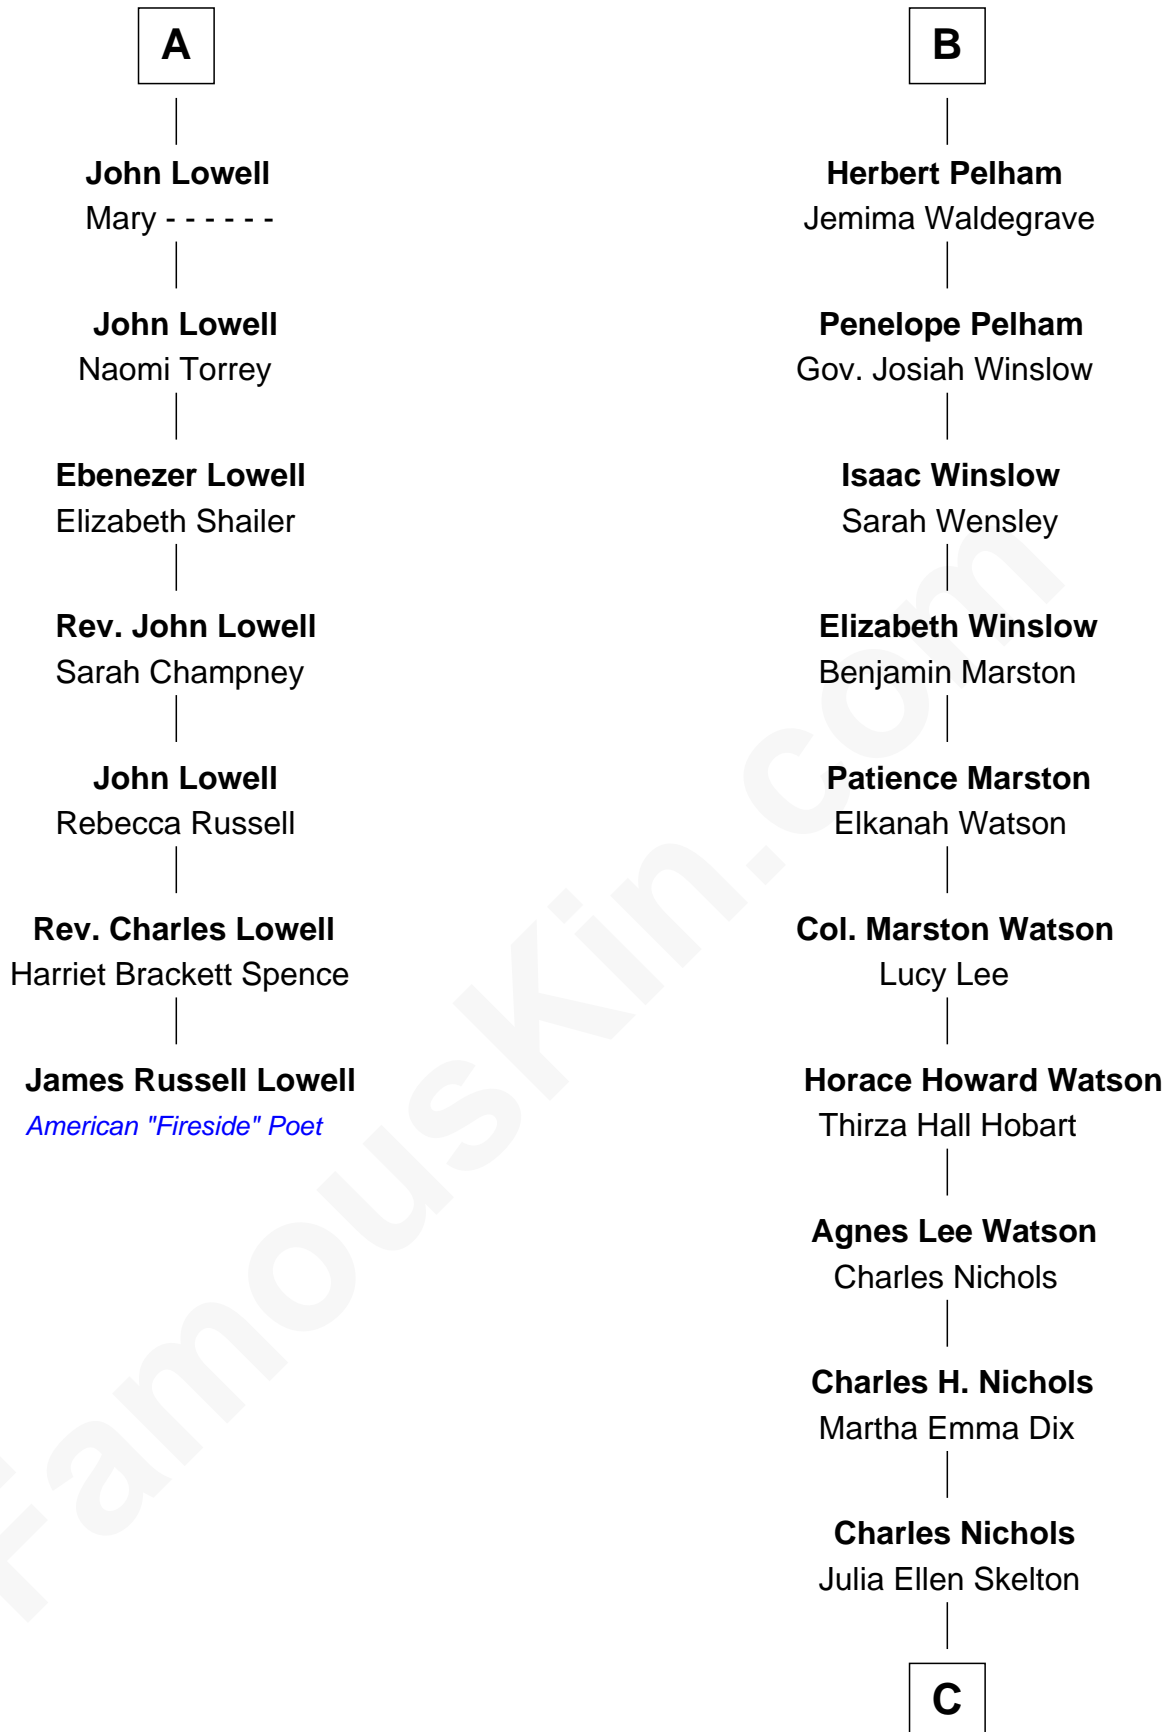 A
John Lowell
Mary - - - - - -
John Lowell
Naomi Torrey
Ebenezer Lowell
Elizabeth Shailer
Rev. John Lowell
Sarah Champney
John Lowell
Rebecca Russell
Rev. Charles Lowell
Harriet Brackett Spence
James Russell Lowell
American "Fireside" Poet
B
Herbert Pelham
Jemima Waldegrave
Penelope Pelham
Gov. Josiah Winslow
Isaac Winslow
Sarah Wensley
Elizabeth Winslow
Benjamin Marston
Patience Marston
Elkanah Watson
Col. Marston Watson
Lucy Lee
Horace Howard Watson
Thirza Hall Hobart
Agnes Lee Watson
Charles Nichols
Charles H. Nichols
Martha Emma Dix
Charles Nichols
Julia Ellen Skelton
C
FamousKin.com